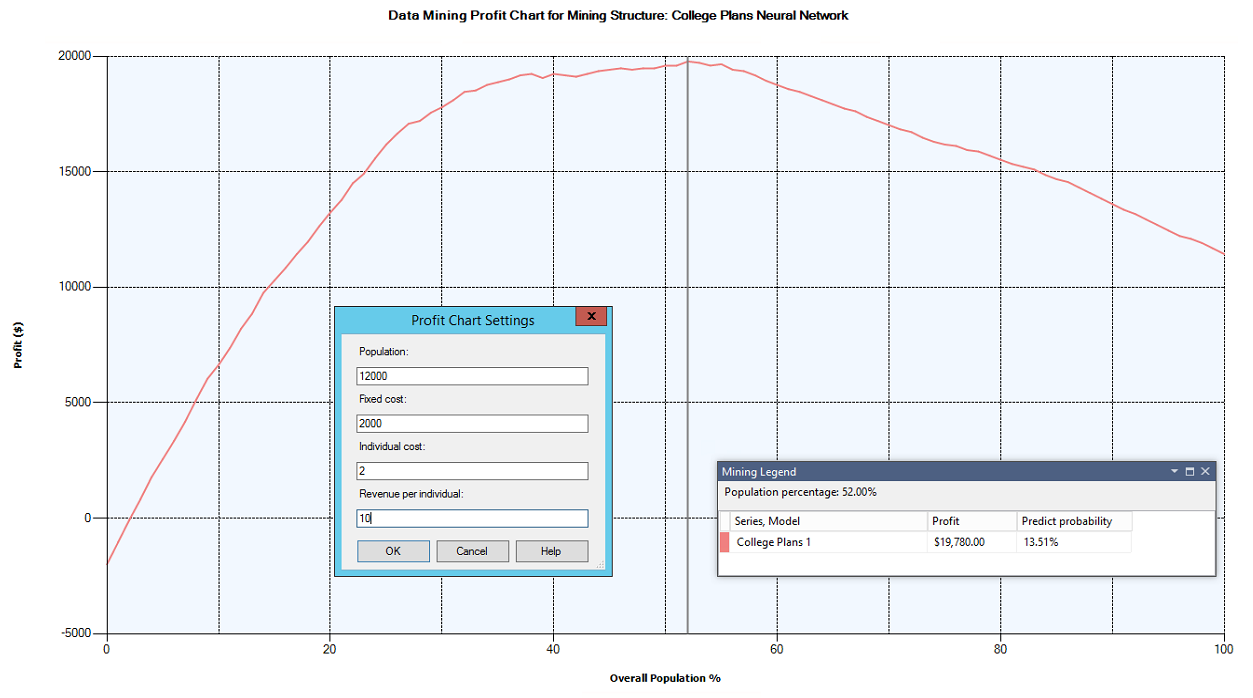 Data Mining Profit Chart for Mining Structure: College Plans Neural Network
20000
15000
10000
5000
0
-5000
Profit ($)
0 20 40 60 80 100
Overall Population %
Profit Chart Settings
x
Population:
12000
Fixed cost:
2000
Individual cost:
2
Revenue per individual:
10
OK Cancel Help
Mining Legend
Population percentage: 52.00%
Series, Model Profit Predict probability
College Plans 1 $19,780.00 13.51%